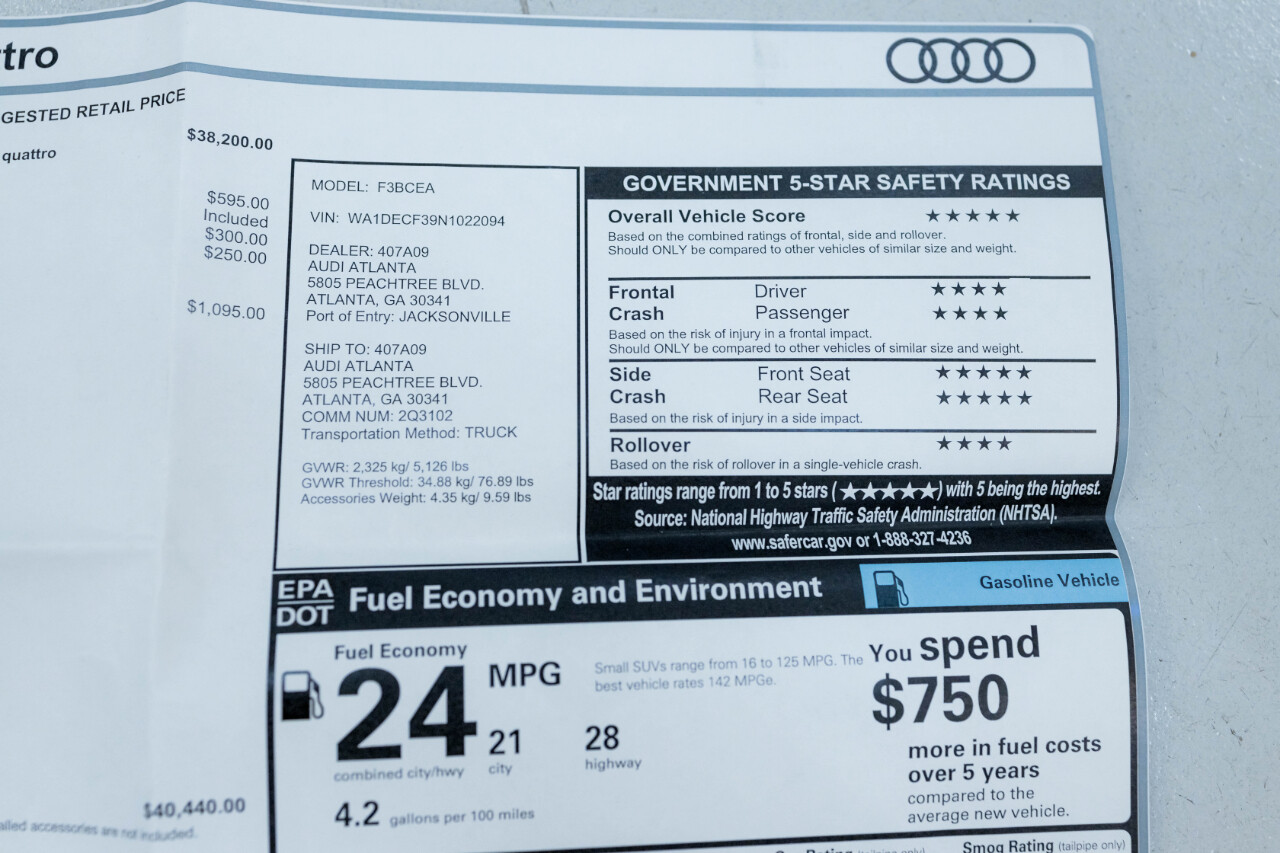 tro
GESTED RETAIL PRICE
quattro
$38,200.00
$595.00
Included
$300.00
$250.00
$1,095.00
$40,440.00
accessories are not included.
MODEL: F3BCEA
VIN: WA1DECF39N1022094
DEALER: 407A09
AUDI ATLANTA
5805 PEACHTREE BLVD.
ATLANTA, GA 30341
Port of Entry: JACKSONVILLE
SHIP TO: 407A09
AUDI ATLANTA
5805 PEACHTREE BLVD.
ATLANTA, GA 30341
COMM NUM: 2Q3102
Transportation Method: TRUCK
GVWR: 2,325 kg/ 5,126 lbs
GVWR Threshold: 34.88 kg/ 76.89 lbs
Accessories Weight: 4.35 kg/ 9.59 lbs
GOVERNMENT 5-STAR SAFETY RATINGS
Overall Vehicle Score ★★★★★
Based on the combined ratings of frontal, side and rollover.
Should ONLY be compared to other vehicles of similar size and weight.
Frontal Driver ★★★★
Crash Passenger ★★★★
Based on the risk of injury in a frontal impact.
Should ONLY be compared to other vehicles of similar size and weight.
Side Front Seat ★★★★★
Crash Rear Seat ★★★★★
Based on the risk of injury in a side impact.
Rollover ★★★★
Based on the risk of rollover in a single-vehicle crash.
Star ratings range from 1 to 5 stars (★★★★★) with 5 being the highest.
Source: National Highway Traffic Safety Administration (NHTSA).
www.safercar.gov or 1-888-327-4236
EPA
DOT
Fuel Economy and Environment
Gasoline Vehicle
Fuel Economy
24 MPG
combined city/hwy
21
city
28
highway
4.2 gallons per 100 miles
Small SUVs range from 16 to 125 MPG. The
best vehicle rates 142 MPGe.
You spend
$750
more in fuel costs
over 5 years
compared to the
average new vehicle.
Rating (tailpipe only)
Smog Rating (tailpipe only)